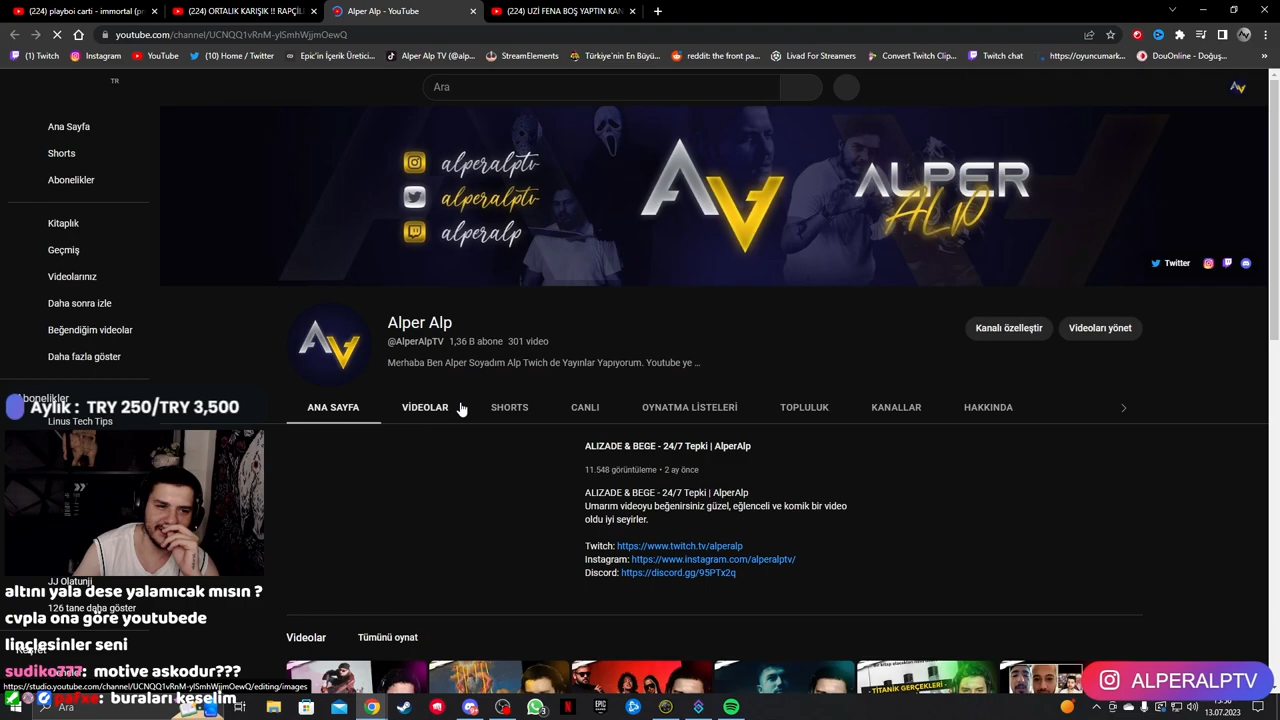 (224) playboi carti - immortal (pr
(224) ORTALIK KARIŞIK !! RAPÇİL
Alper Alp - YouTube
(224) UZİ FENA BOŞ YAPTIN KAN
youtube.com/channel/UCNQQ1vRnM-ylSmhWjjmOewQ
(1) Twitch
Instagram
YouTube
(10) Home / Twitter
Epic'in İçerik Üretici...
Alper Alp TV (@alp...
StreamElements
Türkiye'nin En Büyü...
reddit: the front pa...
Livad For Streamers
Convert Twitch Clip...
Twitch chat
https://oyuncumark...
DouOnline - Doğuş...
TR
Ara
Ana Sayfa
Shorts
Abonelikler
Kitaplık
Geçmiş
Videolarınız
Daha sonra izle
Beğendiğim videolar
Daha fazla göster
Abonelikler
Linus Tech Tips
JJ Olatunji
126 tane daha göster
alperalptv
alperalptv
alperalp
AV
ALPER
ALP
Twitter
Alper Alp
@AlperAlpTV 1,36 B abone 301 video
Merhaba Ben Alper Soyadım Alp Twich de Yayınlar Yapıyorum. Youtube ye ...
Kanalı özelleştir
Videoları yönet
ANA SAYFA
VİDEOLAR
SHORTS
CANLI
OYNATMA LİSTELERİ
TOPLULUK
KANALLAR
HAKKINDA
ALIZADE & BEGE - 24/7 Tepki | AlperAlp
11.548 görüntüleme • 2 ay önce
ALIZADE & BEGE - 24/7 Tepki | AlperAlp
Umarım videoyu beğenirsiniz güzel, eğlenceli ve komik bir video
oldu iyi seyirler.
Twitch: https://www.twitch.tv/alperalp
Instagram: https://www.instagram.com/alperalptv/
Discord: https://discord.gg/95PTx2q
Videolar
Tümünü oynat
- TİTANİK GERÇEKLERİ -
Aylık : TRY 250/TRY 3,500
altını yala dese yalamıcak mısın ?
cvpla ona göre youtubede
linçlesinler seni
sudiko777: motive askodur???
https://studio.youtube.com/channel/UCNQQ1vRnM-ylSmhWjjmOewQ/editing/images
pafxe: buraları keselim
ALPERALPTV
Ara
13.07.2023